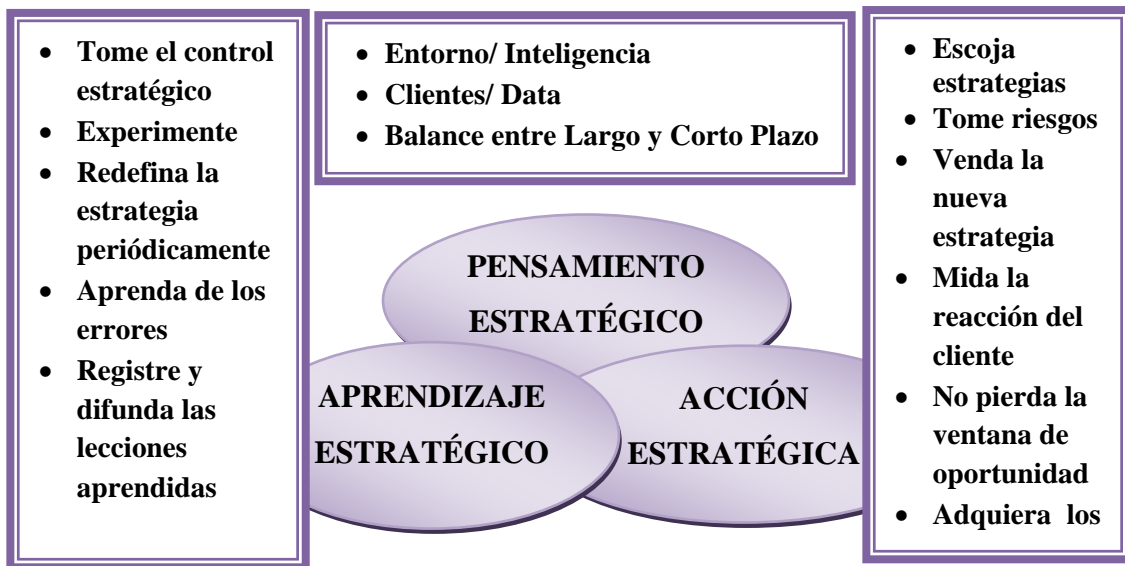 • Tome el control
estratégico
• Experimente
• Redefina la
estrategia
periódicamente
• Aprenda de los
errores
• Registre y
difunda las
lecciones
aprendidas
• Entorno/ Inteligencia
• Clientes/ Data
• Balance entre Largo y Corto Plazo
PENSAMIENTO
ESTRATÉGICO
APRENDIZAJE
ESTRATÉGICO
ACCIÓN
ESTRATÉGICA
• Escoja
estrategias
• Tome riesgos
• Venda la
nueva
estrategia
• Mida la
reacción del
cliente
• No pierda la
ventana de
oportunidad
• Adquiera los